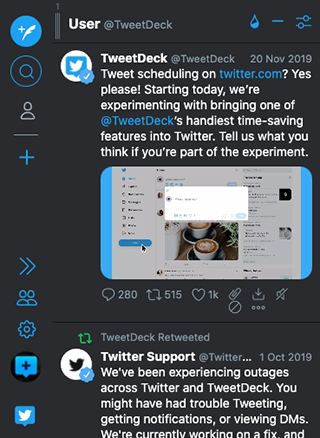 1
User @TweetDeck
TweetDeck @TweetDeck 20 Nov 2019
Tweet scheduling on twitter.com? Yes
please! Starting today, we're
experimenting with bringing one of
@TweetDeck's handiest time-saving
features into Twitter. Tell us what you
think if you're part of the experiment.
280 515 1k
TweetDeck Retweeted
Twitter Support @Twitter... 1 Oct 2019
We've been experiencing outages
across Twitter and TweetDeck. You
might have had trouble Tweeting,
getting notifications, or viewing DMs.
We're currently working on a fix, and